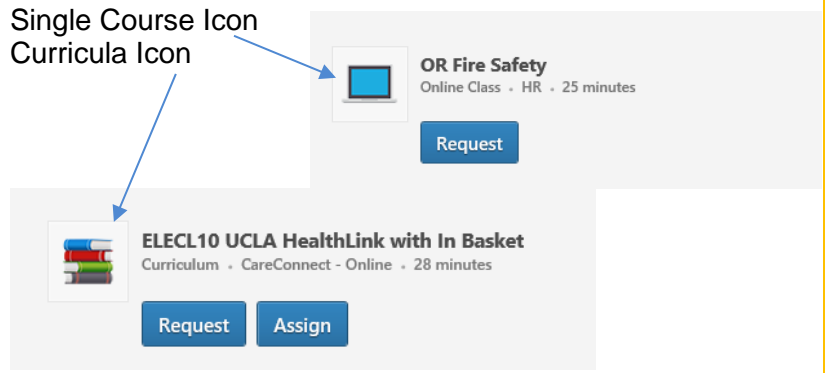 Single Course Icon
Curricula Icon
OR Fire Safety
Online Class • HR • 25 minutes
Request
ELECL10 UCLA HealthLink with In Basket
Curriculum • CareConnect - Online • 28 minutes
Request Assign